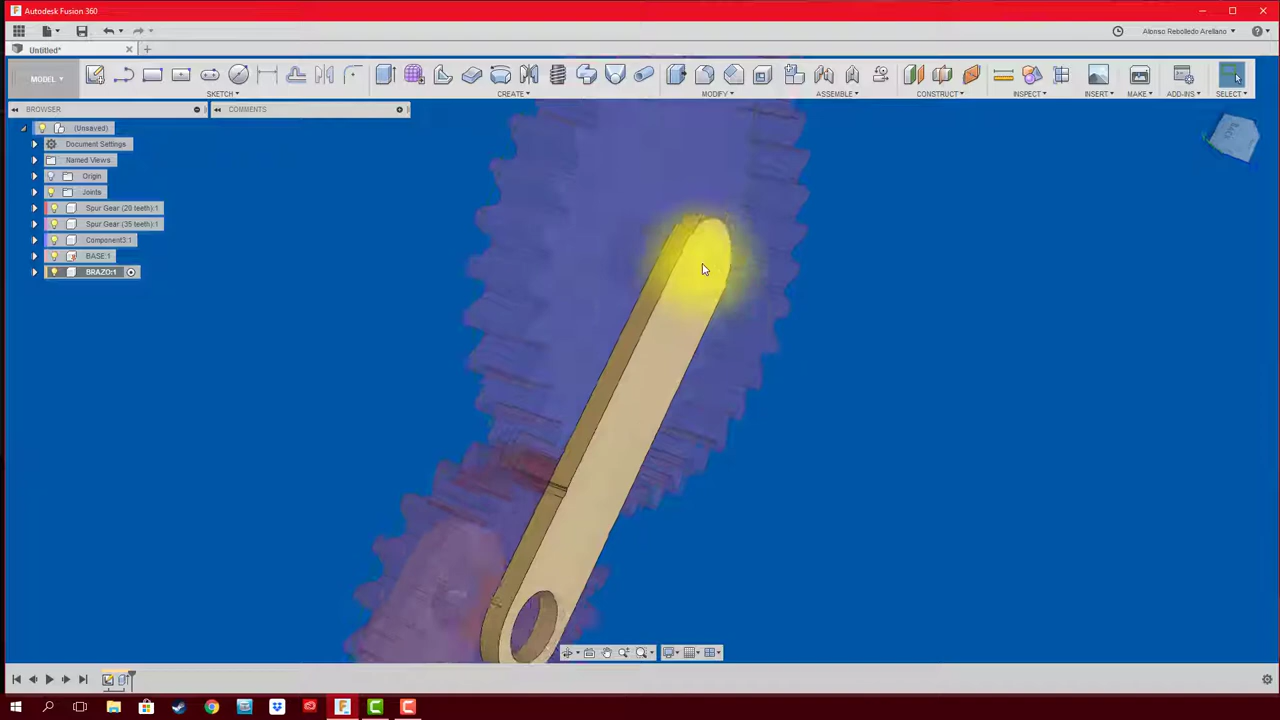 Autodesk Fusion 360
Alonso Rebolledo Arellano
Untitled*
MODEL
SKETCH
CREATE
MODIFY
ASSEMBLE
CONSTRUCT
INSPECT
INSERT
MAKE
ADD-INS
SELECT
BROWSER
COMMENTS
(Unsaved)
Document Settings
Named Views
Origin
Joints
Spur Gear (20 teeth):1
Spur Gear (35 teeth):1
Component3:1
BASE:1
BRAZO:1